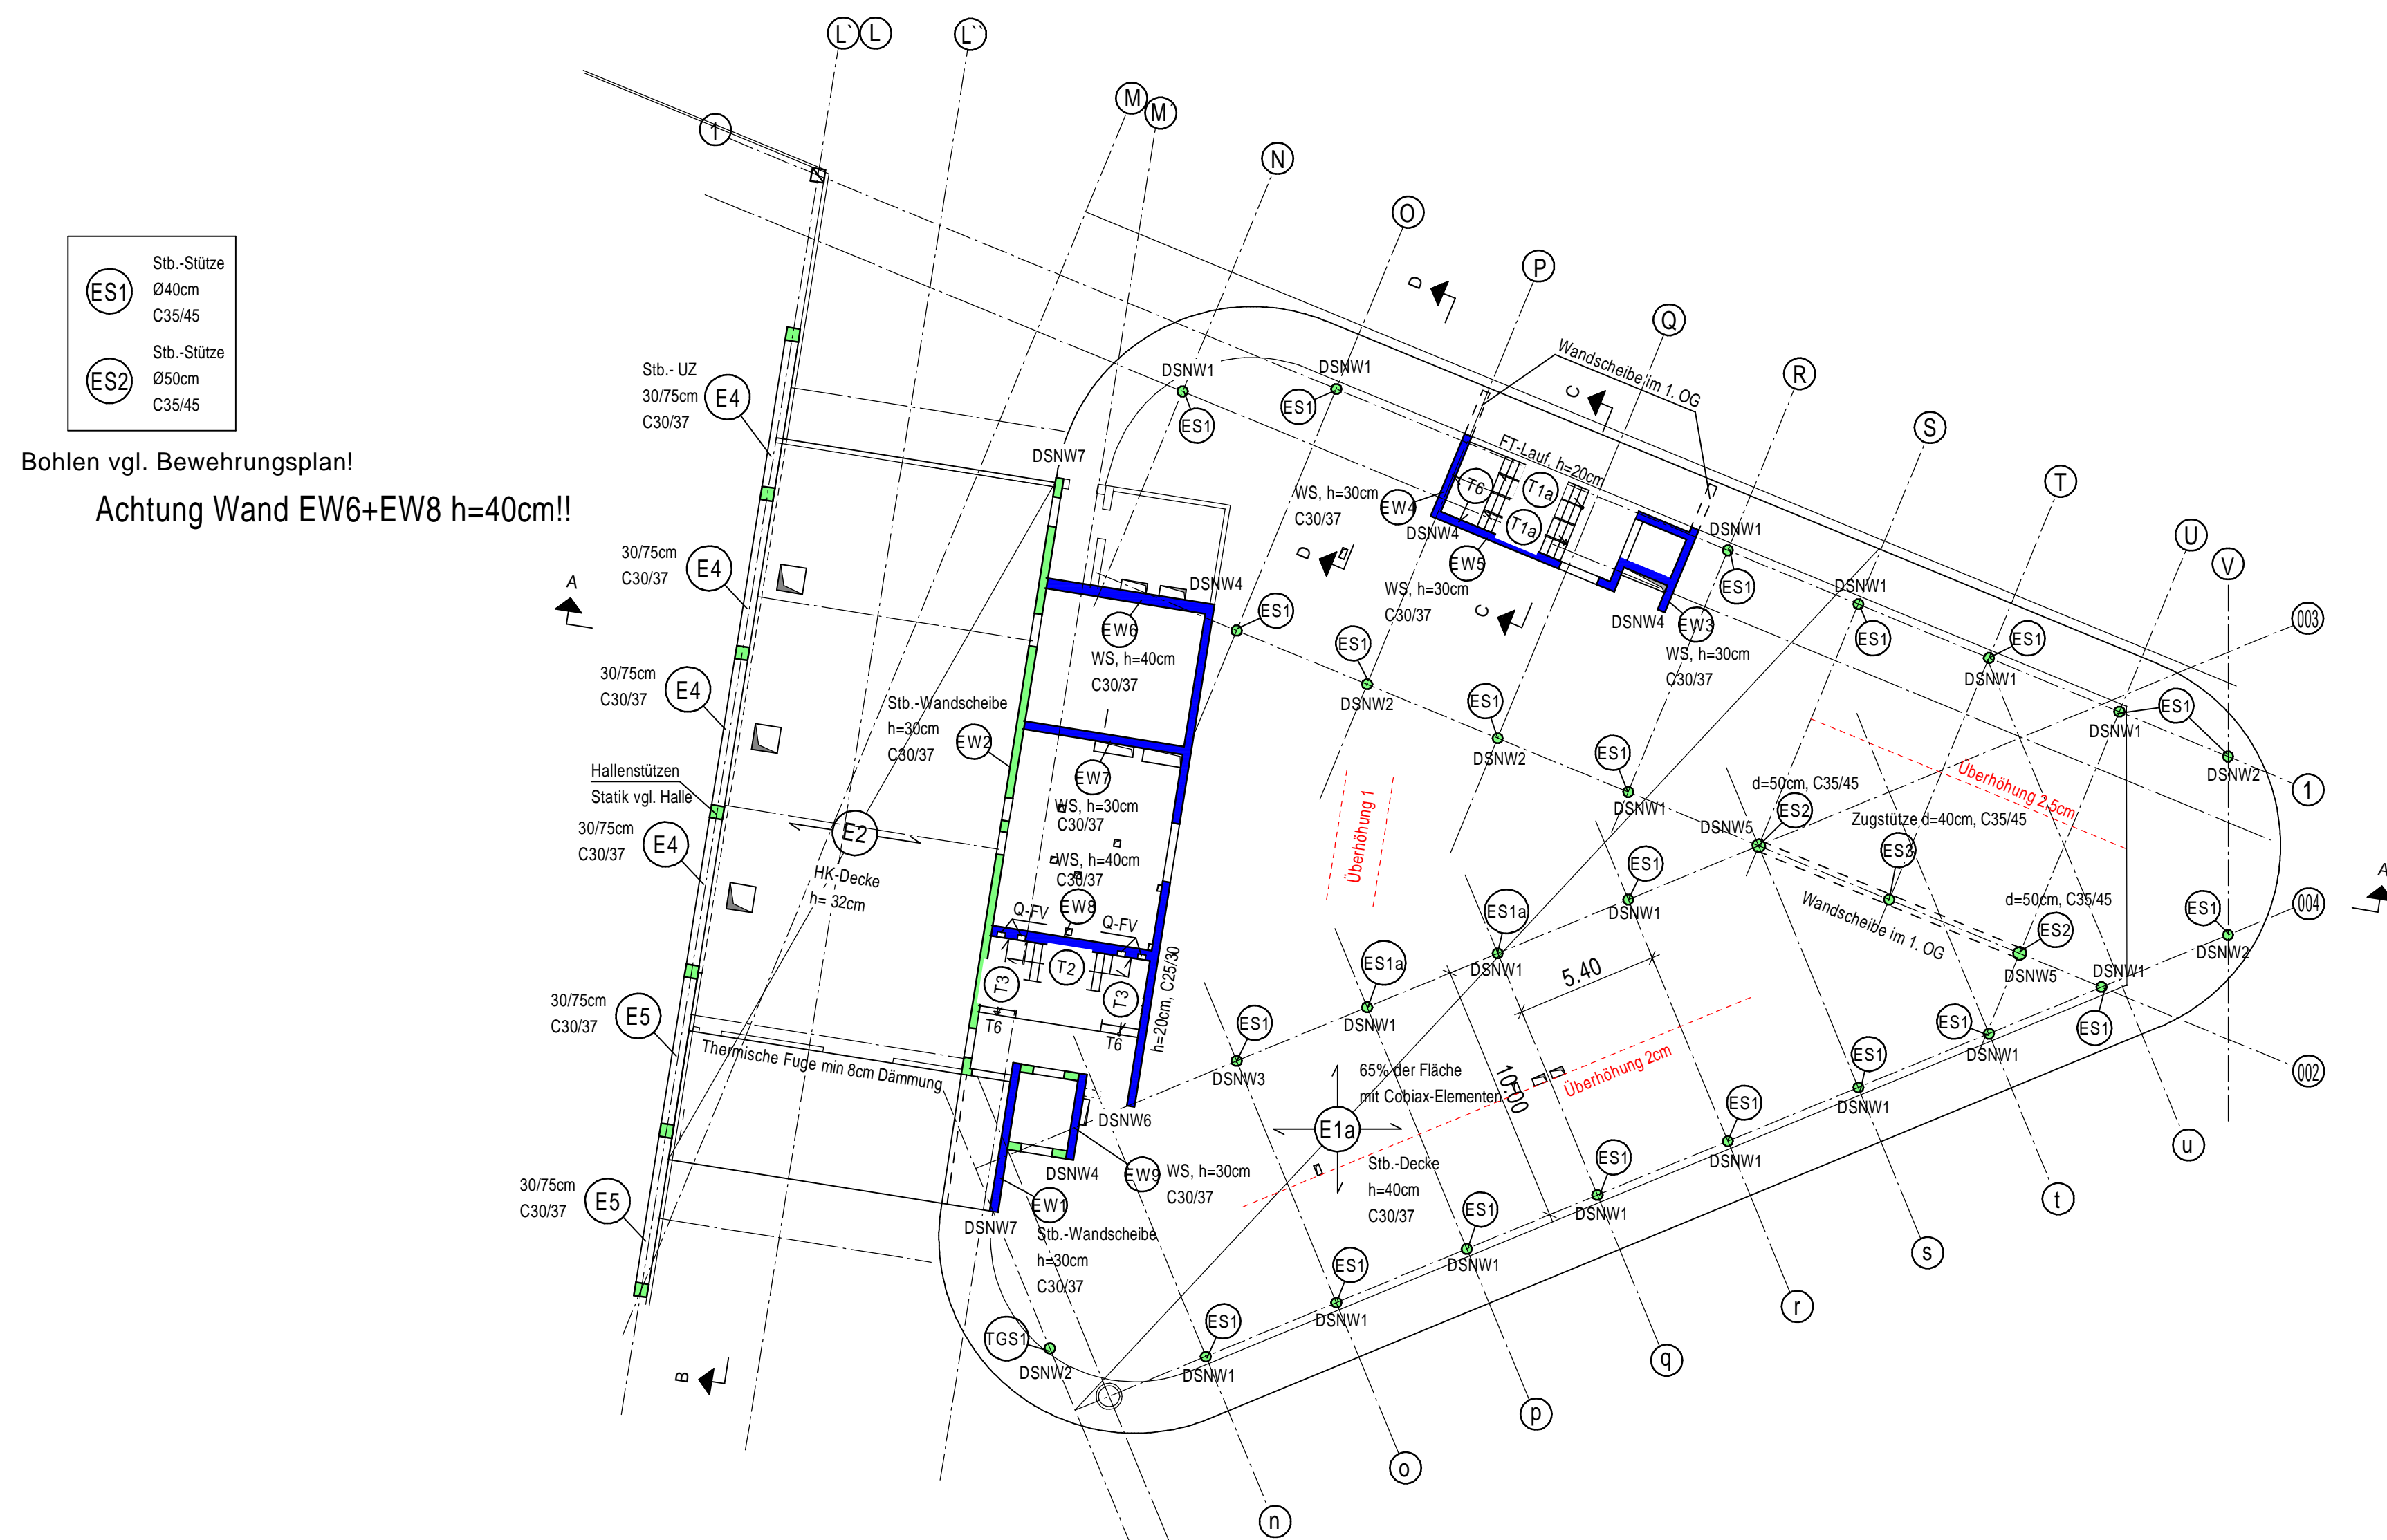 L` L L`` M M´ N O P Q R S T U V
1
ES1
Stb.-Stütze
Ø40cm
C35/45
ES2
Stb.-Stütze
Ø50cm
C35/45
Bohlen vgl. Bewehrungsplan!
Achtung Wand EW6+EW8 h=40cm!!
Stb.- UZ
30/75cm
C30/37
E4
30/75cm
C30/37
E4
A
30/75cm
C30/37
E4
Hallenstützen
Statik vgl. Halle
30/75cm
C30/37
E4
30/75cm
C30/37
E5
30/75cm
C30/37
E5
B
E2
HK-Decke
h= 32cm
Thermische Fuge min 8cm Dämmung
DSNW7
DSNW1
ES1
DSNW1
ES1
D
Wandscheibe im 1. OG
C
FT-Lauf, h=20cm
T6
T1a
T1a
WS, h=30cm
C30/37
EW4
DSNW4
EW5
WS, h=30cm
C30/37
D
C
DSNW1
ES1
DSNW4
EW3
WS, h=30cm
C30/37
DSNW4
EW6
WS, h=40cm
C30/37
ES1
Stb.-Wandscheibe
h=30cm
C30/37
EW2
EW7
WS, h=30cm
C30/37
WS, h=40cm
C30/37
EW8
Q-FV
Q-FV
T3
T2
T3
T6
T6
h=20cm, C25/30
ES1
DSNW2
ES1
DSNW2
ES1
DSNW1
DSNW1
ES1
ES1
DSNW1
ES1
DSNW1
DSNW2
003
1
Überhöhung 2,5cm
Überhöhung 1
d=50cm, C35/45
ES2
DSNW5
Zugstütze d=40cm, C35/45
ES3
Wandscheibe im 1. OG
d=50cm, C35/45
ES2
DSNW5
ES1
DSNW2
DSNW1
ES1
004
A
002
ES1
DSNW1
ES1a
DSNW1
ES1a
DSNW1
ES1
DSNW3
5.40
10.00
Überhöhung 2cm
65% der Fläche
mit Cobiax-Elementen
E1a
Stb.-Decke
h=40cm
C30/37
DSNW6
DSNW4
EW9
WS, h=30cm
C30/37
EW1
DSNW7
Stb.-Wandscheibe
h=30cm
C30/37
TGS1
DSNW2
ES1
DSNW1
ES1
DSNW1
ES1
DSNW1
ES1
DSNW1
ES1
DSNW1
ES1
DSNW1
ES1
DSNW1
n o p q r s t u